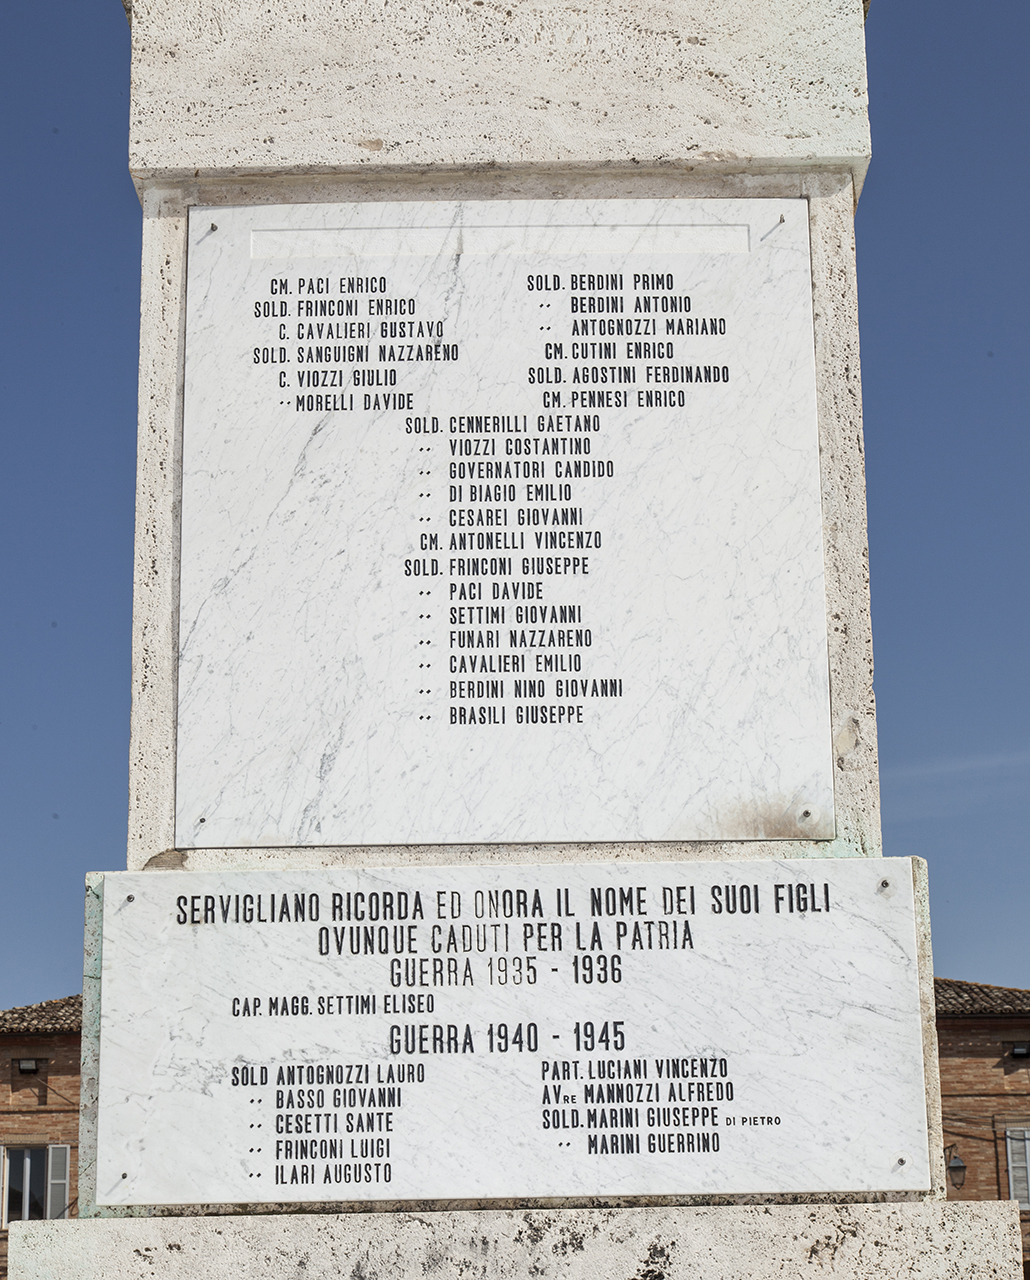 CM. PACI ENRICO
SOLD. FRINCONI ENRICO
C. CAVALIERI GUSTAVO
SOLD. SANGUIGNI NAZZARENO
C. VIOZZI GIULIO
·· MORELLI DAVIDE
SOLD. BERDINI PRIMO
·· BERDINI ANTONIO
·· ANTOGNOZZI MARIANO
CM. CUTINI ENRICO
SOLD. AGOSTINI FERDINANDO
CM. PENNESI ENRICO
SOLD. CENNERILLI GAETANO
·· VIOZZI COSTANTINO
·· GOVERNATORI CANDIDO
·· DI BIAGIO EMILIO
·· CESAREI GIOVANNI
CM. ANTONELLI VINCENZO
SOLD. FRINCONI GIUSEPPE
·· PACI DAVIDE
·· SETTIMI GIOVANNI
·· FUNARI NAZZARENO
·· CAVALIERI EMILIO
·· BERDINI NINO GIOVANNI
·· BRASILI GIUSEPPE
SERVIGLIANO RICORDA ED ONORA IL NOME DEI SUOI FIGLI
OVUNQUE CADUTI PER LA PATRIA
GUERRA 1935 - 1936
CAP. MAGG. SETTIMI ELISEO
GUERRA 1940 - 1945
SOLD ANTOGNOZZI LAURO
·· BASSO GIOVANNI
·· CESETTI SANTE
·· FRINCONI LUIGI
·· ILARI AUGUSTO
PART. LUCIANI VINCENZO
AVRE MANNOZZI ALFREDO
SOLD. MARINI GIUSEPPE DI PIETRO
·· MARINI GUERRINO